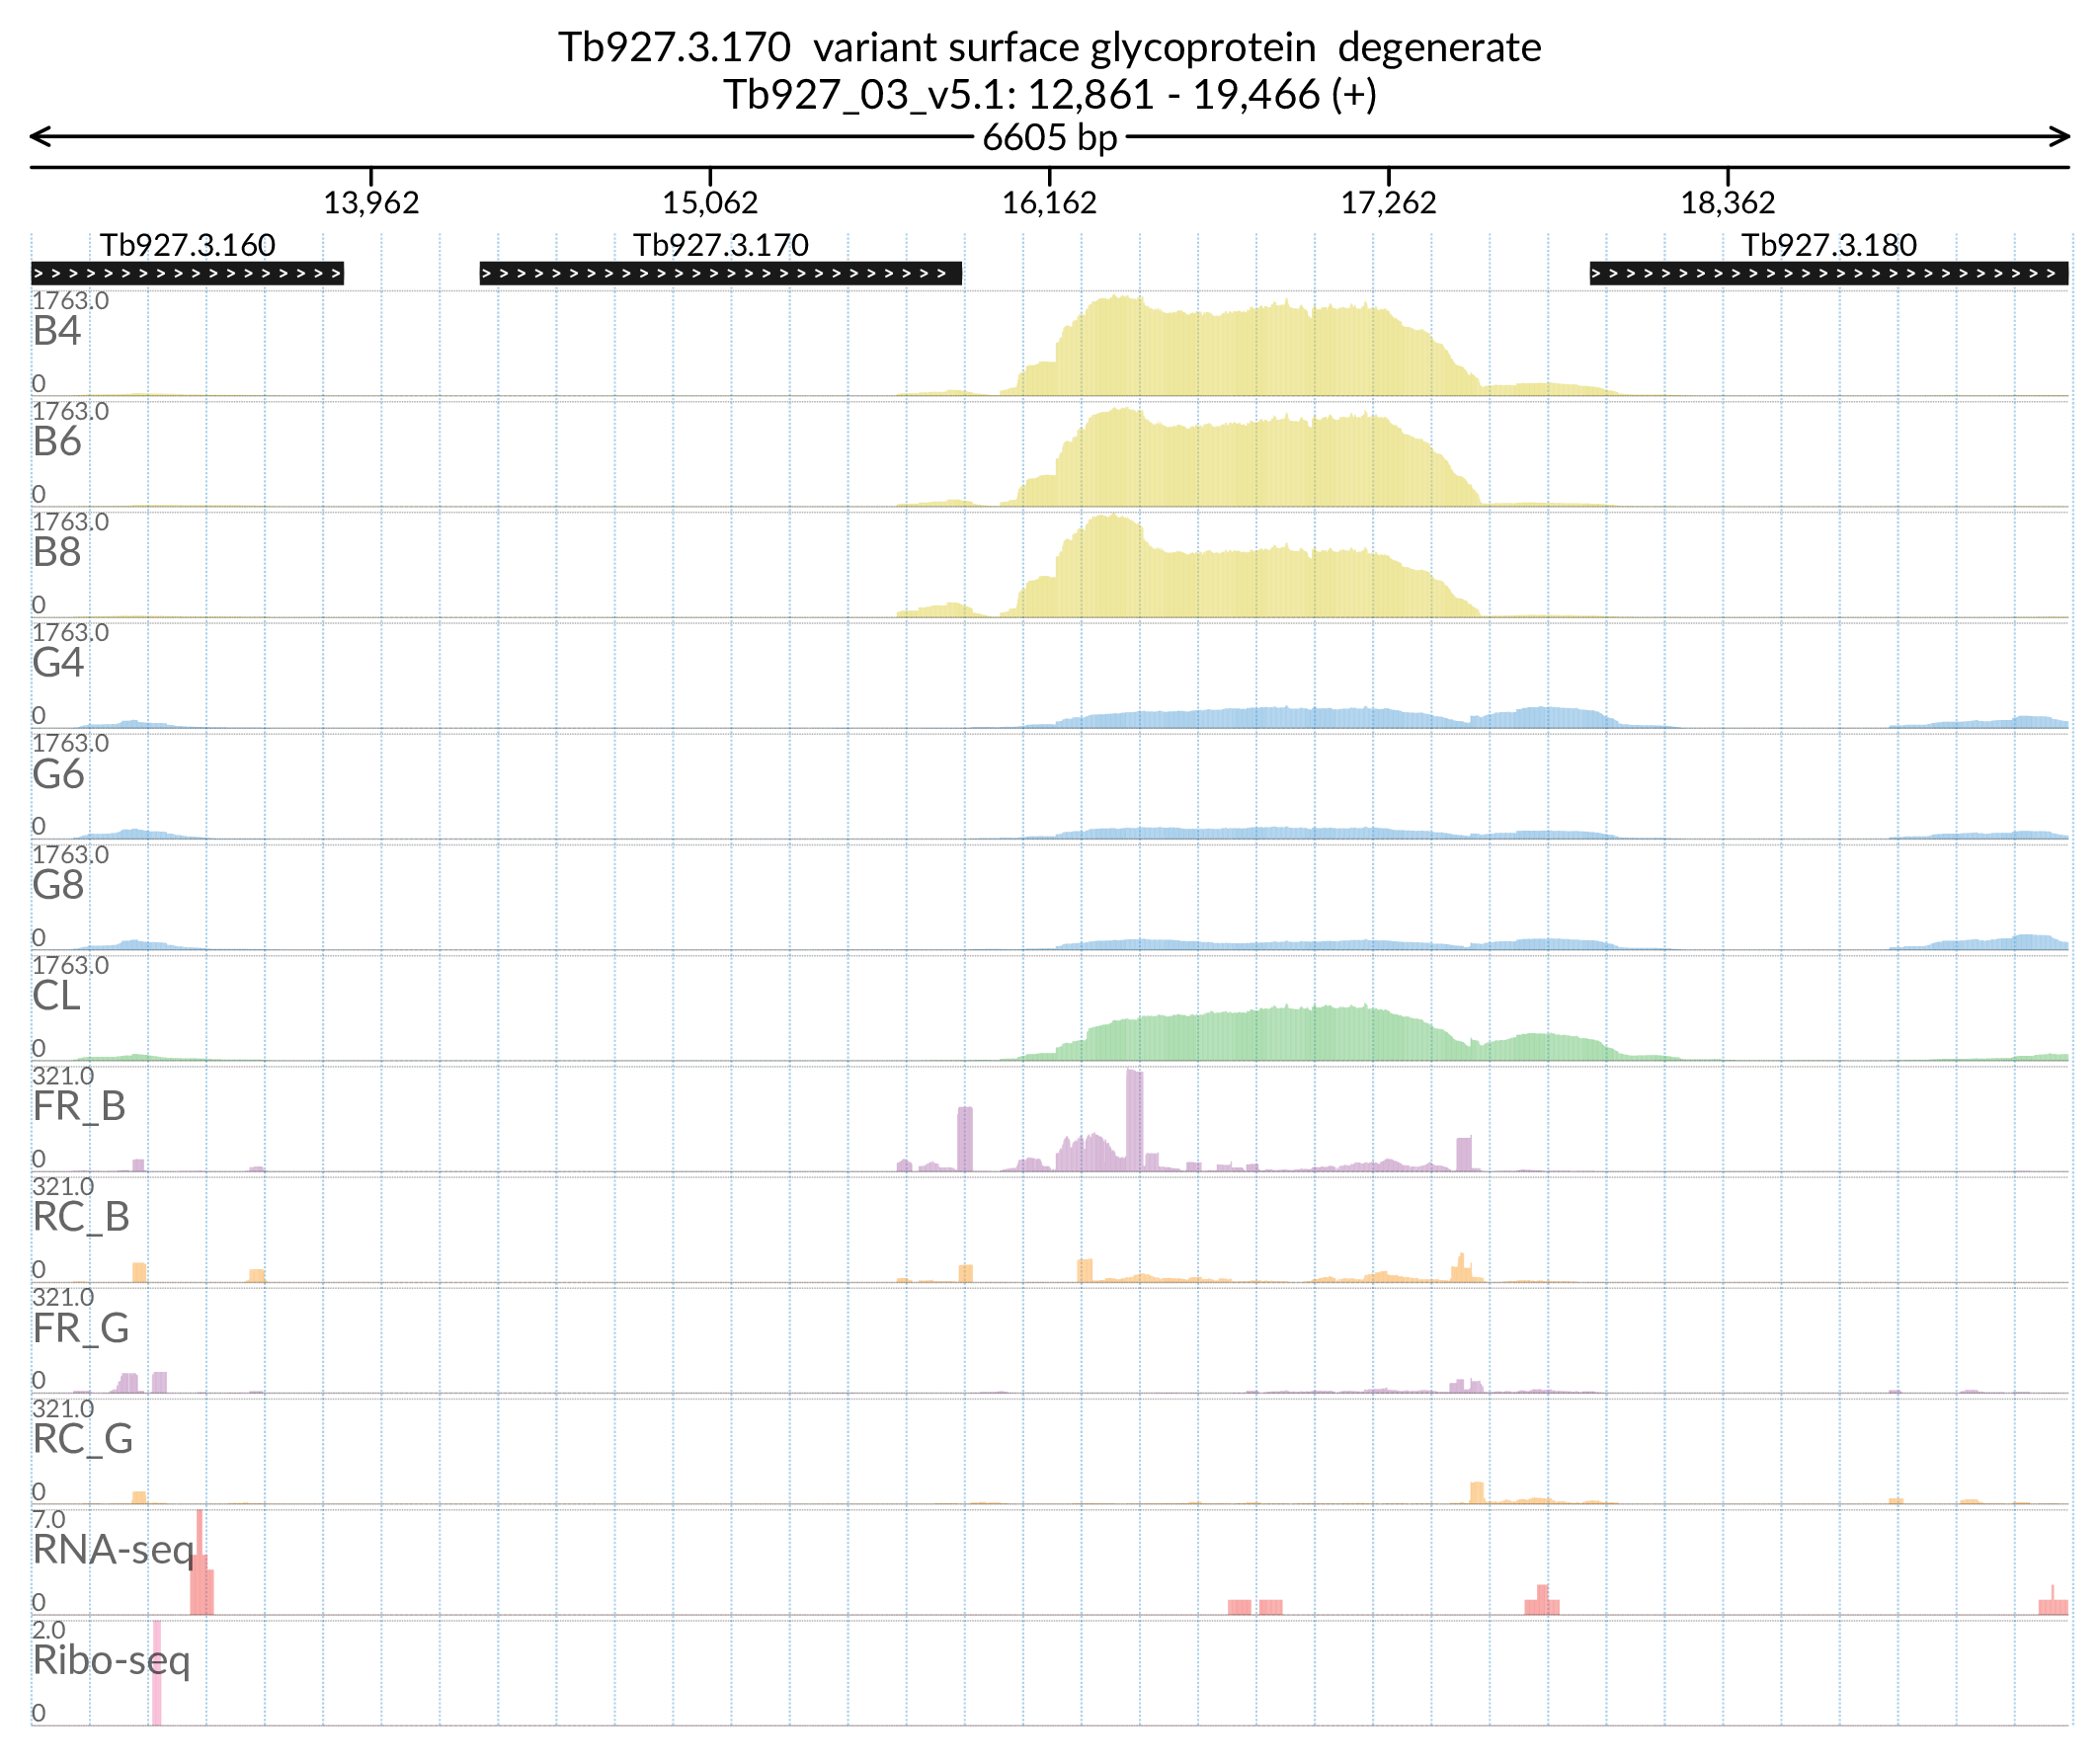 Tb927.3.170 variant surface glycoprotein degenerate
Tb927_03_v5.1: 12,861 - 19,466 (+)
6605 bp
13,962 15,062 16,162 17,262 18,362
Tb927.3.160 Tb927.3.170 Tb927.3.180
1763.0
B4
0
1763.0
B6
0
1763.0
B8
0
1763.0
G4
0
1763.0
G6
0
1763.0
G8
0
1763.0
CL
0
321.0
FR_B
0
321.0
RC_B
0
321.0
FR_G
0
321.0
RC_G
0
7.0
RNA-seq
0
2.0
Ribo-seq
0